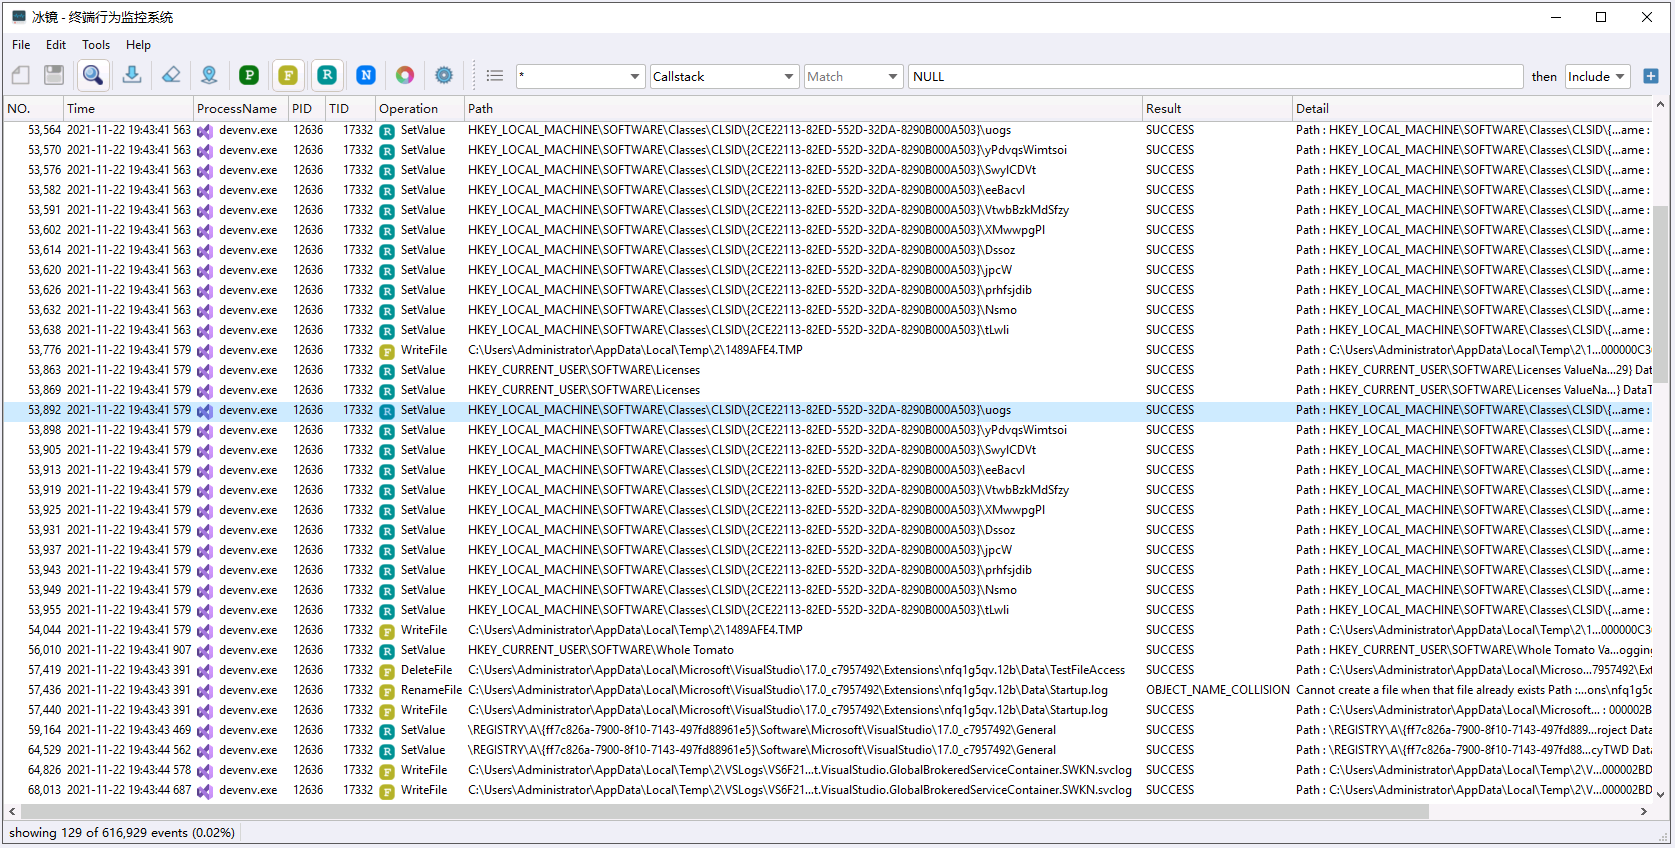 冰镜 - 终端行为监控系统
File Edit Tools Help
P F R N * Callstack Match NULL then Include
NO. Time ProcessName PID TID Operation Path Result Detail
53,564 2021-11-22 19:43:41 563 devenv.exe 12636 17332 R SetValue HKEY_LOCAL_MACHINE\SOFTWARE\Classes\CLSID\{2CE22113-82ED-552D-32DA-8290B000A503}\uogs SUCCESS Path : HKEY_LOCAL_MACHINE\SOFTWARE\Classes\CLSID\{...ame :
53,570 2021-11-22 19:43:41 563 devenv.exe 12636 17332 R SetValue HKEY_LOCAL_MACHINE\SOFTWARE\Classes\CLSID\{2CE22113-82ED-552D-32DA-8290B000A503}\yPdvqsWimtsoi SUCCESS Path : HKEY_LOCAL_MACHINE\SOFTWARE\Classes\CLSID\{...ame :
53,576 2021-11-22 19:43:41 563 devenv.exe 12636 17332 R SetValue HKEY_LOCAL_MACHINE\SOFTWARE\Classes\CLSID\{2CE22113-82ED-552D-32DA-8290B000A503}\SwylCDVt SUCCESS Path : HKEY_LOCAL_MACHINE\SOFTWARE\Classes\CLSID\{...ame :
53,582 2021-11-22 19:43:41 563 devenv.exe 12636 17332 R SetValue HKEY_LOCAL_MACHINE\SOFTWARE\Classes\CLSID\{2CE22113-82ED-552D-32DA-8290B000A503}\eeBacvl SUCCESS Path : HKEY_LOCAL_MACHINE\SOFTWARE\Classes\CLSID\{...ame :
53,591 2021-11-22 19:43:41 563 devenv.exe 12636 17332 R SetValue HKEY_LOCAL_MACHINE\SOFTWARE\Classes\CLSID\{2CE22113-82ED-552D-32DA-8290B000A503}\VtwbBzkMdSfzy SUCCESS Path : HKEY_LOCAL_MACHINE\SOFTWARE\Classes\CLSID\{...ame :
53,602 2021-11-22 19:43:41 563 devenv.exe 12636 17332 R SetValue HKEY_LOCAL_MACHINE\SOFTWARE\Classes\CLSID\{2CE22113-82ED-552D-32DA-8290B000A503}\XMwwpgPl SUCCESS Path : HKEY_LOCAL_MACHINE\SOFTWARE\Classes\CLSID\{...ame :
53,614 2021-11-22 19:43:41 563 devenv.exe 12636 17332 R SetValue HKEY_LOCAL_MACHINE\SOFTWARE\Classes\CLSID\{2CE22113-82ED-552D-32DA-8290B000A503}\Dssoz SUCCESS Path : HKEY_LOCAL_MACHINE\SOFTWARE\Classes\CLSID\{...ame :
53,620 2021-11-22 19:43:41 563 devenv.exe 12636 17332 R SetValue HKEY_LOCAL_MACHINE\SOFTWARE\Classes\CLSID\{2CE22113-82ED-552D-32DA-8290B000A503}\jpcW SUCCESS Path : HKEY_LOCAL_MACHINE\SOFTWARE\Classes\CLSID\{...ame :
53,626 2021-11-22 19:43:41 563 devenv.exe 12636 17332 R SetValue HKEY_LOCAL_MACHINE\SOFTWARE\Classes\CLSID\{2CE22113-82ED-552D-32DA-8290B000A503}\prhfsjdib SUCCESS Path : HKEY_LOCAL_MACHINE\SOFTWARE\Classes\CLSID\{...ame :
53,632 2021-11-22 19:43:41 563 devenv.exe 12636 17332 R SetValue HKEY_LOCAL_MACHINE\SOFTWARE\Classes\CLSID\{2CE22113-82ED-552D-32DA-8290B000A503}\Nsmo SUCCESS Path : HKEY_LOCAL_MACHINE\SOFTWARE\Classes\CLSID\{...ame :
53,638 2021-11-22 19:43:41 563 devenv.exe 12636 17332 R SetValue HKEY_LOCAL_MACHINE\SOFTWARE\Classes\CLSID\{2CE22113-82ED-552D-32DA-8290B000A503}\tLwli SUCCESS Path : HKEY_LOCAL_MACHINE\SOFTWARE\Classes\CLSID\{...ame :
53,776 2021-11-22 19:43:41 579 devenv.exe 12636 17332 F WriteFile C:\Users\Administrator\AppData\Local\Temp\2\1489AFE4.TMP SUCCESS Path : C:\Users\Administrator\AppData\Local\Temp\2\1...000000C3
53,863 2021-11-22 19:43:41 579 devenv.exe 12636 17332 R SetValue HKEY_CURRENT_USER\SOFTWARE\Licenses SUCCESS Path : HKEY_CURRENT_USER\SOFTWARE\Licenses ValueNa...29} Dat
53,869 2021-11-22 19:43:41 579 devenv.exe 12636 17332 R SetValue HKEY_CURRENT_USER\SOFTWARE\Licenses SUCCESS Path : HKEY_CURRENT_USER\SOFTWARE\Licenses ValueNa...} DataT
53,892 2021-11-22 19:43:41 579 devenv.exe 12636 17332 R SetValue HKEY_LOCAL_MACHINE\SOFTWARE\Classes\CLSID\{2CE22113-82ED-552D-32DA-8290B000A503}\uogs SUCCESS Path : HKEY_LOCAL_MACHINE\SOFTWARE\Classes\CLSID\{...ame :
53,898 2021-11-22 19:43:41 579 devenv.exe 12636 17332 R SetValue HKEY_LOCAL_MACHINE\SOFTWARE\Classes\CLSID\{2CE22113-82ED-552D-32DA-8290B000A503}\yPdvqsWimtsoi SUCCESS Path : HKEY_LOCAL_MACHINE\SOFTWARE\Classes\CLSID\{...ame :
53,905 2021-11-22 19:43:41 579 devenv.exe 12636 17332 R SetValue HKEY_LOCAL_MACHINE\SOFTWARE\Classes\CLSID\{2CE22113-82ED-552D-32DA-8290B000A503}\SwylCDVt SUCCESS Path : HKEY_LOCAL_MACHINE\SOFTWARE\Classes\CLSID\{...ame :
53,913 2021-11-22 19:43:41 579 devenv.exe 12636 17332 R SetValue HKEY_LOCAL_MACHINE\SOFTWARE\Classes\CLSID\{2CE22113-82ED-552D-32DA-8290B000A503}\eeBacvl SUCCESS Path : HKEY_LOCAL_MACHINE\SOFTWARE\Classes\CLSID\{...ame :
53,919 2021-11-22 19:43:41 579 devenv.exe 12636 17332 R SetValue HKEY_LOCAL_MACHINE\SOFTWARE\Classes\CLSID\{2CE22113-82ED-552D-32DA-8290B000A503}\VtwbBzkMdSfzy SUCCESS Path : HKEY_LOCAL_MACHINE\SOFTWARE\Classes\CLSID\{...ame :
53,925 2021-11-22 19:43:41 579 devenv.exe 12636 17332 R SetValue HKEY_LOCAL_MACHINE\SOFTWARE\Classes\CLSID\{2CE22113-82ED-552D-32DA-8290B000A503}\XMwwpgPl SUCCESS Path : HKEY_LOCAL_MACHINE\SOFTWARE\Classes\CLSID\{...ame :
53,931 2021-11-22 19:43:41 579 devenv.exe 12636 17332 R SetValue HKEY_LOCAL_MACHINE\SOFTWARE\Classes\CLSID\{2CE22113-82ED-552D-32DA-8290B000A503}\Dssoz SUCCESS Path : HKEY_LOCAL_MACHINE\SOFTWARE\Classes\CLSID\{...ame :
53,937 2021-11-22 19:43:41 579 devenv.exe 12636 17332 R SetValue HKEY_LOCAL_MACHINE\SOFTWARE\Classes\CLSID\{2CE22113-82ED-552D-32DA-8290B000A503}\jpcW SUCCESS Path : HKEY_LOCAL_MACHINE\SOFTWARE\Classes\CLSID\{...ame :
53,943 2021-11-22 19:43:41 579 devenv.exe 12636 17332 R SetValue HKEY_LOCAL_MACHINE\SOFTWARE\Classes\CLSID\{2CE22113-82ED-552D-32DA-8290B000A503}\prhfsjdib SUCCESS Path : HKEY_LOCAL_MACHINE\SOFTWARE\Classes\CLSID\{...ame :
53,949 2021-11-22 19:43:41 579 devenv.exe 12636 17332 R SetValue HKEY_LOCAL_MACHINE\SOFTWARE\Classes\CLSID\{2CE22113-82ED-552D-32DA-8290B000A503}\Nsmo SUCCESS Path : HKEY_LOCAL_MACHINE\SOFTWARE\Classes\CLSID\{...ame :
53,955 2021-11-22 19:43:41 579 devenv.exe 12636 17332 R SetValue HKEY_LOCAL_MACHINE\SOFTWARE\Classes\CLSID\{2CE22113-82ED-552D-32DA-8290B000A503}\tLwli SUCCESS Path : HKEY_LOCAL_MACHINE\SOFTWARE\Classes\CLSID\{...ame :
54,044 2021-11-22 19:43:41 579 devenv.exe 12636 17332 F WriteFile C:\Users\Administrator\AppData\Local\Temp\2\1489AFE4.TMP SUCCESS Path : C:\Users\Administrator\AppData\Local\Temp\2\1...000000C3
56,010 2021-11-22 19:43:41 907 devenv.exe 12636 17332 R SetValue HKEY_CURRENT_USER\SOFTWARE\Whole Tomato SUCCESS Path : HKEY_CURRENT_USER\SOFTWARE\Whole Tomato Va...ogging
57,419 2021-11-22 19:43:43 391 devenv.exe 12636 17332 F DeleteFile C:\Users\Administrator\AppData\Local\Microsoft\VisualStudio\17.0_c7957492\Extensions\nfq1g5qv.12b\Data\TestFileAccess SUCCESS Path : C:\Users\Administrator\AppData\Local\Microso...7957492\Ext
57,436 2021-11-22 19:43:43 391 devenv.exe 12636 17332 F RenameFile C:\Users\Administrator\AppData\Local\Microsoft\VisualStudio\17.0_c7957492\Extensions\nfq1g5qv.12b\Data\Startup.log OBJECT_NAME_COLLISION Cannot create a file when that file already exists Path :...ons\nfq1g5
57,440 2021-11-22 19:43:43 391 devenv.exe 12636 17332 F WriteFile C:\Users\Administrator\AppData\Local\Microsoft\VisualStudio\17.0_c7957492\Extensions\nfq1g5qv.12b\Data\Startup.log SUCCESS Path : C:\Users\Administrator\AppData\Local\Microsoft... : 000002B
59,164 2021-11-22 19:43:43 469 devenv.exe 12636 17332 R SetValue \REGISTRY\A\{ff7c826a-7900-8f10-7143-497fd88961e5}\Software\Microsoft\VisualStudio\17.0_c7957492\General SUCCESS Path : \REGISTRY\A\{ff7c826a-7900-8f10-7143-497fd889...roject Data
64,529 2021-11-22 19:43:44 562 devenv.exe 12636 17332 R SetValue \REGISTRY\A\{ff7c826a-7900-8f10-7143-497fd88961e5}\Software\Microsoft\VisualStudio\17.0_c7957492\General SUCCESS Path : \REGISTRY\A\{ff7c826a-7900-8f10-7143-497fd88...cyTWD Data
64,826 2021-11-22 19:43:44 578 devenv.exe 12636 17332 F WriteFile C:\Users\Administrator\AppData\Local\Temp\2\VSLogs\VS6F21...t.VisualStudio.GlobalBrokeredServiceContainer.SWKN.svclog SUCCESS Path : C:\Users\Administrator\AppData\Local\Temp\2\V...000002BD
68,013 2021-11-22 19:43:44 687 devenv.exe 12636 17332 F WriteFile C:\Users\Administrator\AppData\Local\Temp\2\VSLogs\VS6F21...t.VisualStudio.GlobalBrokeredServiceContainer.SWKN.svclog SUCCESS Path : C:\Users\Administrator\AppData\Local\Temp\2\V...000002BD
showing 129 of 616,929 events (0.02%)